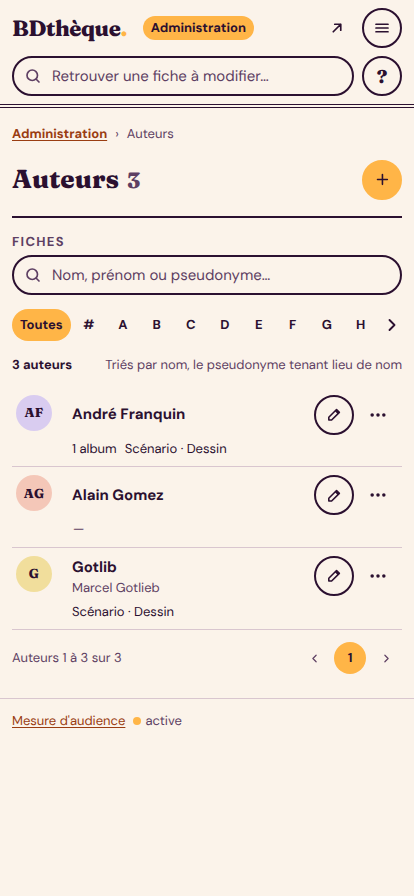 BDthèque. Administration
Retrouver une fiche à modifier… ?
Administration › Auteurs
Auteurs 3
+
FICHES
Nom, prénom ou pseudonyme…
Toutes # A B C D E F G H
3 auteurs Triés par nom, le pseudonyme tenant lieu de nom
AF André Franquin
1 album Scénario · Dessin
AG Alain Gomez
—
G Gotlib
Marcel Gotlieb
Scénario · Dessin
Auteurs 1 à 3 sur 3 ‹ 1 ›
Mesure d'audience active